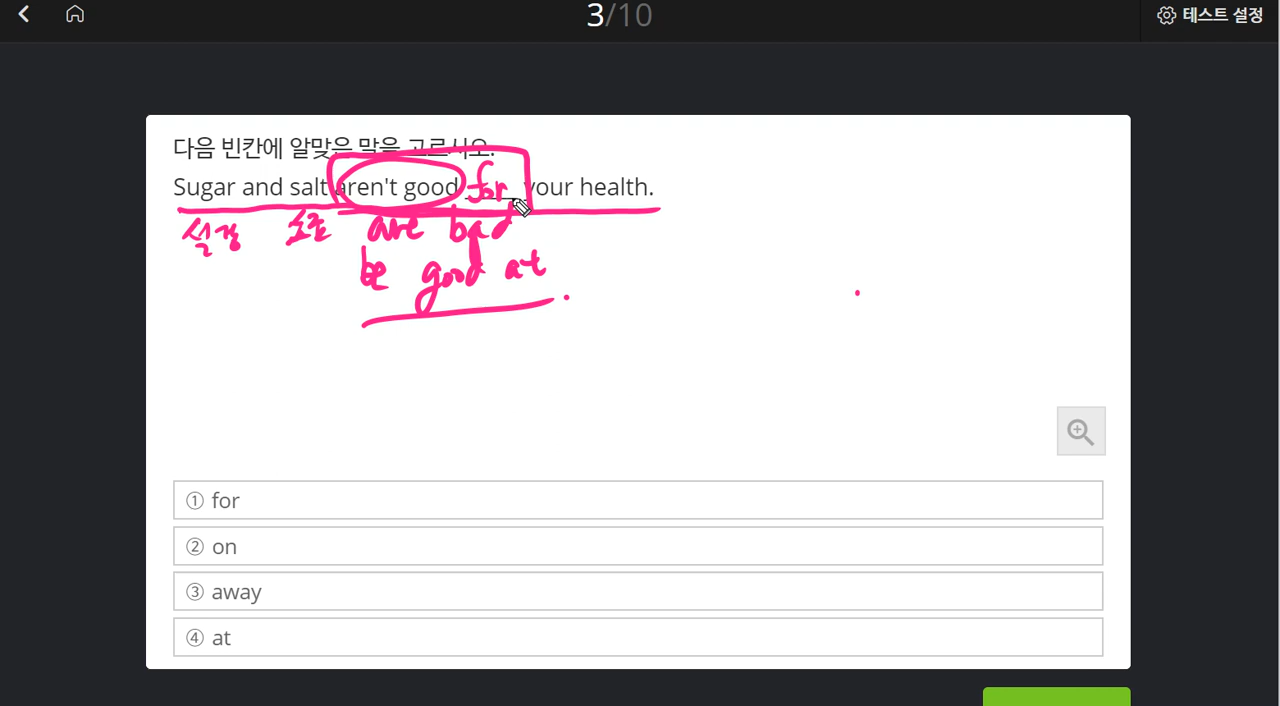 3/10
테스트 설정
다음 빈칸에 알맞은 말을 고르시오.
Sugar and salt aren't good for your health.
설탕 소금 are bad
be good at.
① for
② on
③ away
④ at